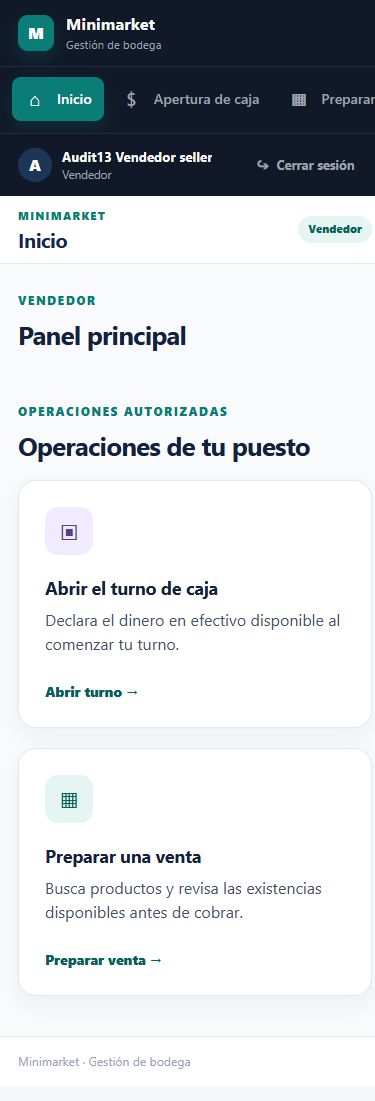 M
Minimarket
Gestión de bodega
Inicio
$ Apertura de caja
Preparar
A
Audit13 Vendedor seller
Vendedor
Cerrar sesión
MINIMARKET
Inicio
Vendedor
VENDEDOR
Panel principal
OPERACIONES AUTORIZADAS
Operaciones de tu puesto
Abrir el turno de caja
Declara el dinero en efectivo disponible al
comenzar tu turno.
Abrir turno →
Preparar una venta
Busca productos y revisa las existencias
disponibles antes de cobrar.
Preparar venta →
Minimarket · Gestión de bodega